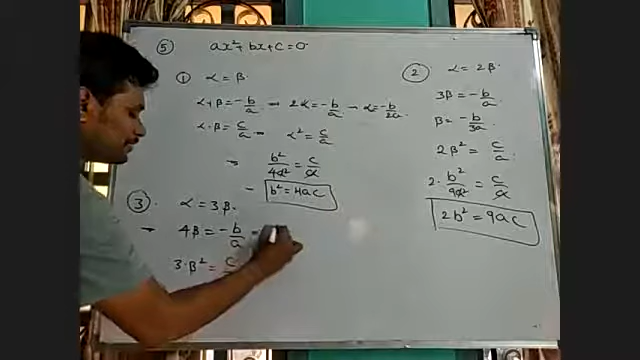 ⑤ ax² + bx + c = 0
① α = β.
α+β = -b/a → 2α = -b/a → α = -b/2a
α·β = c/a → α² = c/a
→ b²/4a² = c/a
→ b² = 4ac
② α = 2β
3β = -b/a
β = -b/3a
2β² = c/a
2·b²/9a² = c/a
2b² = 9ac
③ α = 3β.
→ 4β = -b/a
3·β² = c